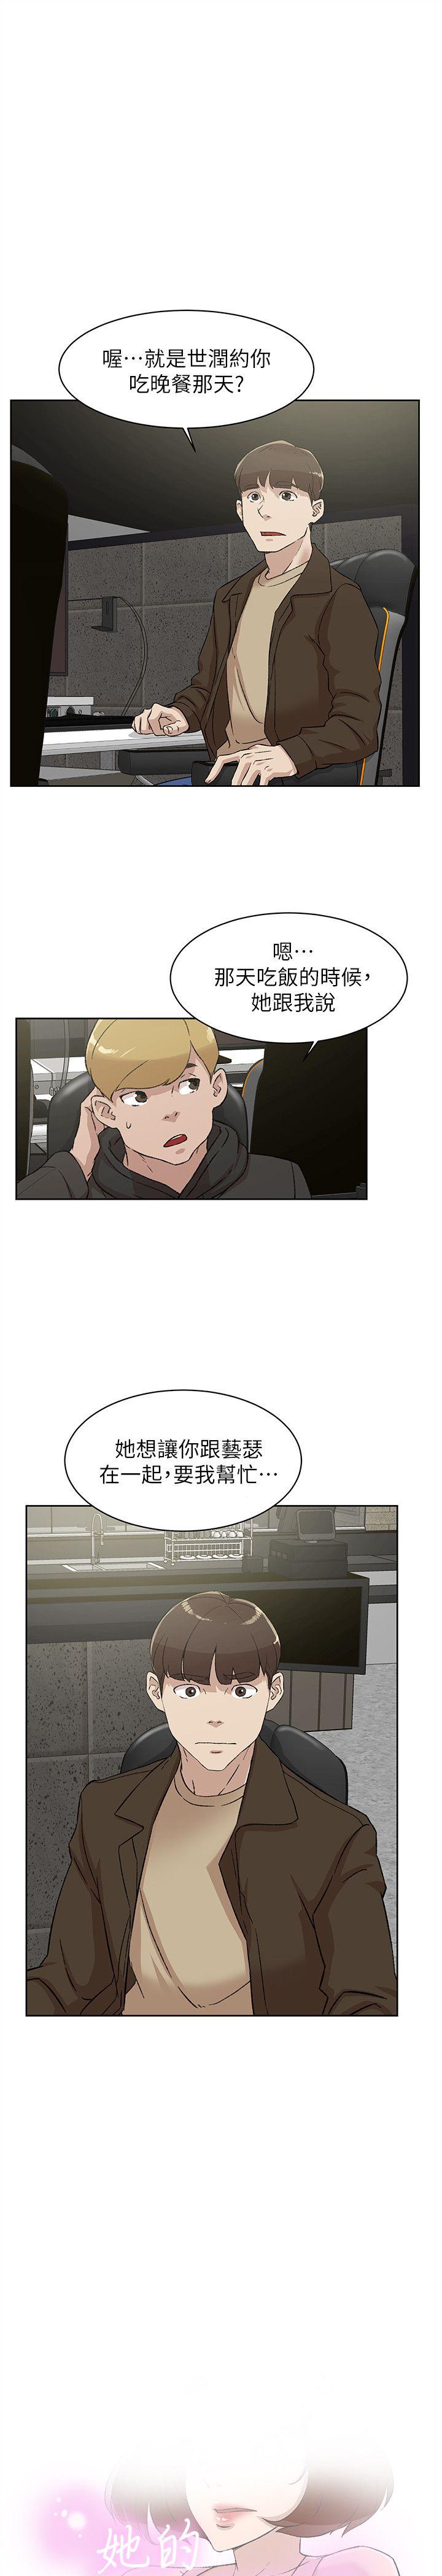 喔…就是世潤約你
吃晚餐那天?
嗯…
那天吃飯的時候,
她跟我說
她想讓你跟藝瑟
在一起,要我幫忙…
她的